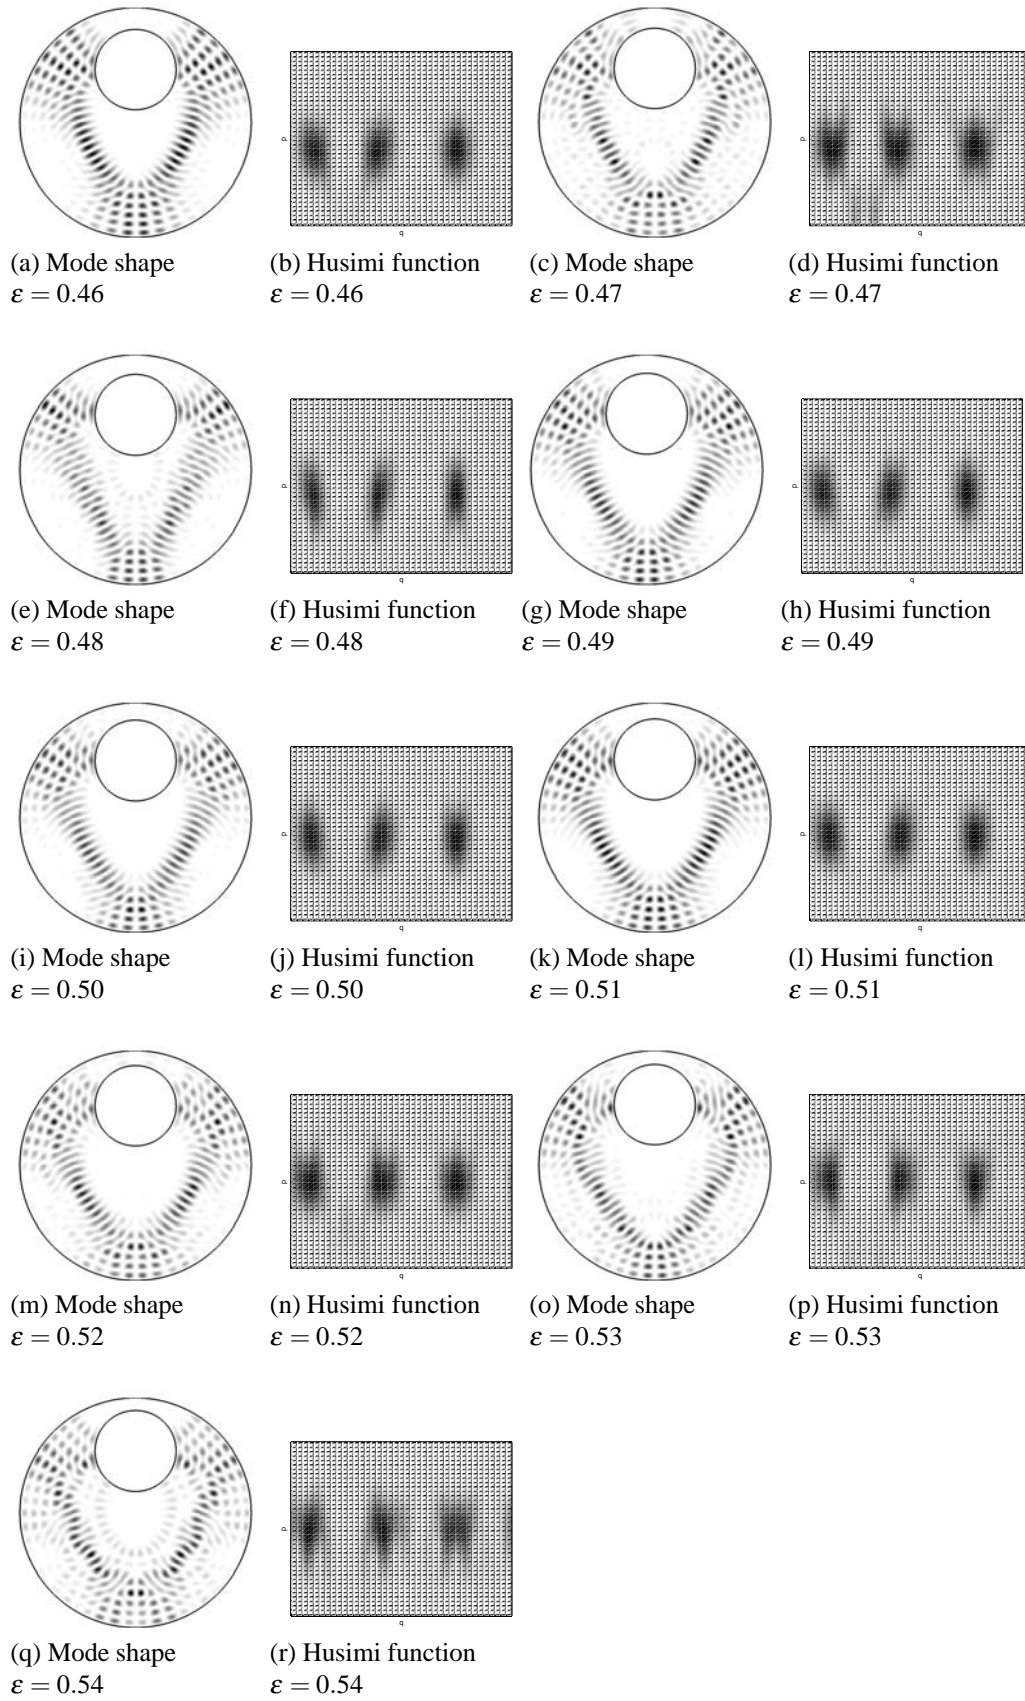 p
q
p
q
(a) Mode shape (b) Husimi function (c) Mode shape (d) Husimi function
ε = 0.46 ε = 0.46 ε = 0.47 ε = 0.47
p
q
p
q
(e) Mode shape (f) Husimi function (g) Mode shape (h) Husimi function
ε = 0.48 ε = 0.48 ε = 0.49 ε = 0.49
p
q
p
q
(i) Mode shape (j) Husimi function (k) Mode shape (l) Husimi function
ε = 0.50 ε = 0.50 ε = 0.51 ε = 0.51
p
q
p
q
(m) Mode shape (n) Husimi function (o) Mode shape (p) Husimi function
ε = 0.52 ε = 0.52 ε = 0.53 ε = 0.53
p
q
(q) Mode shape (r) Husimi function
ε = 0.54 ε = 0.54